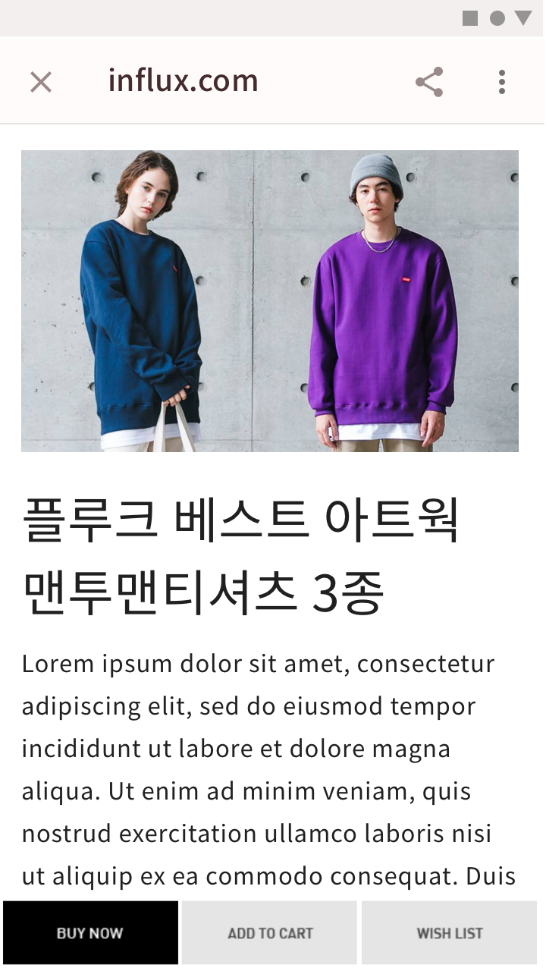 influx.com
플루크 베스트 아트웍
맨투맨티셔츠 3종
Lorem ipsum dolor sit amet, consectetur
adipiscing elit, sed do eiusmod tempor
incididunt ut labore et dolore magna
aliqua. Ut enim ad minim veniam, quis
nostrud exercitation ullamco laboris nisi
ut aliquip ex ea commodo consequat. Duis
BUY NOW
ADD TO CART
WISH LIST